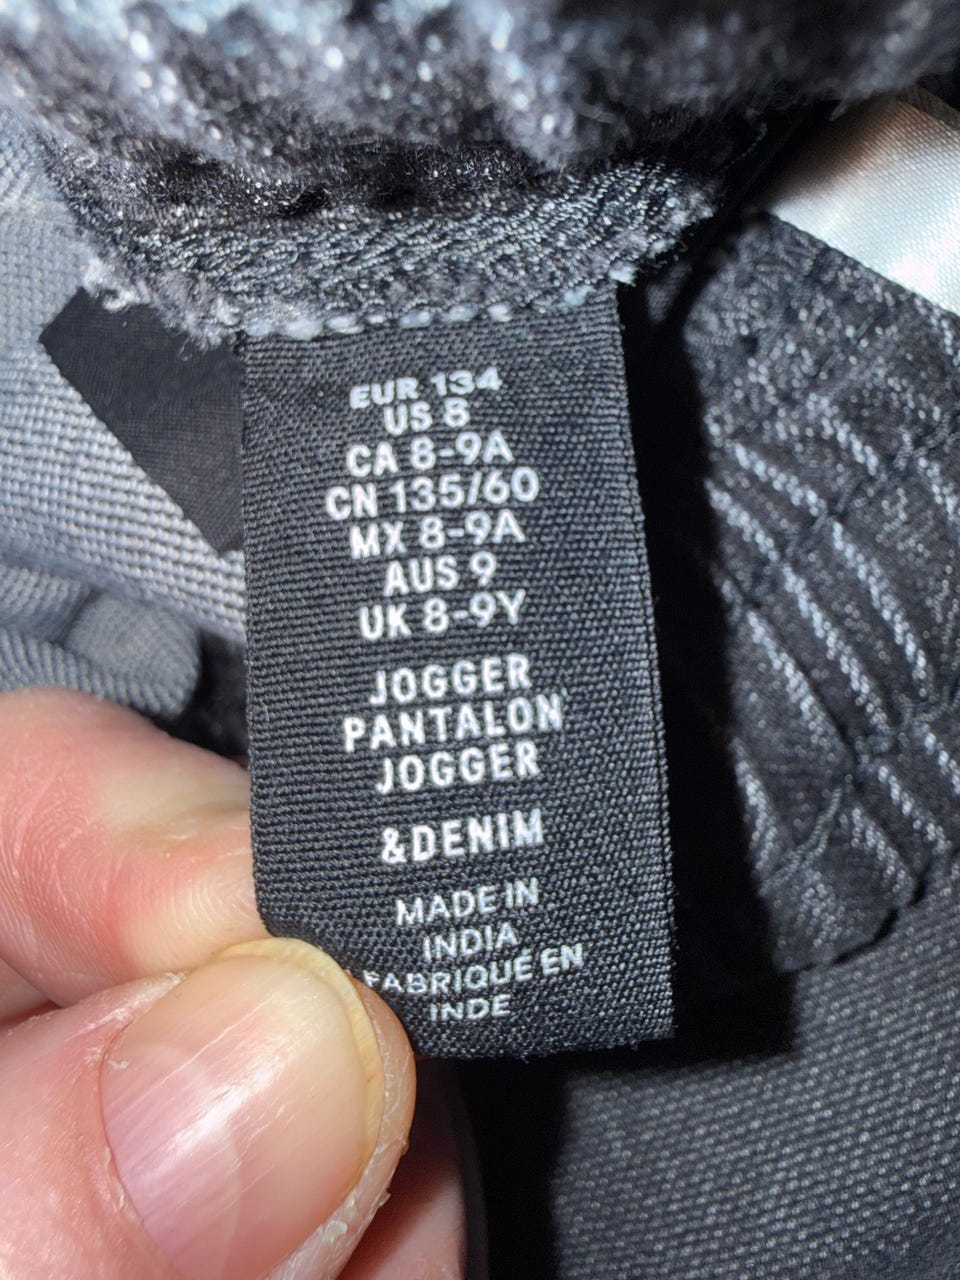 EUR 134
US 8
CA 8-9A
CN 135/60
MX 8-9A
AUS 9
UK 8-9Y
JOGGER
PANTALON
JOGGER
&DENIM
MADE IN
INDIA
FABRIQUÉ EN
INDE